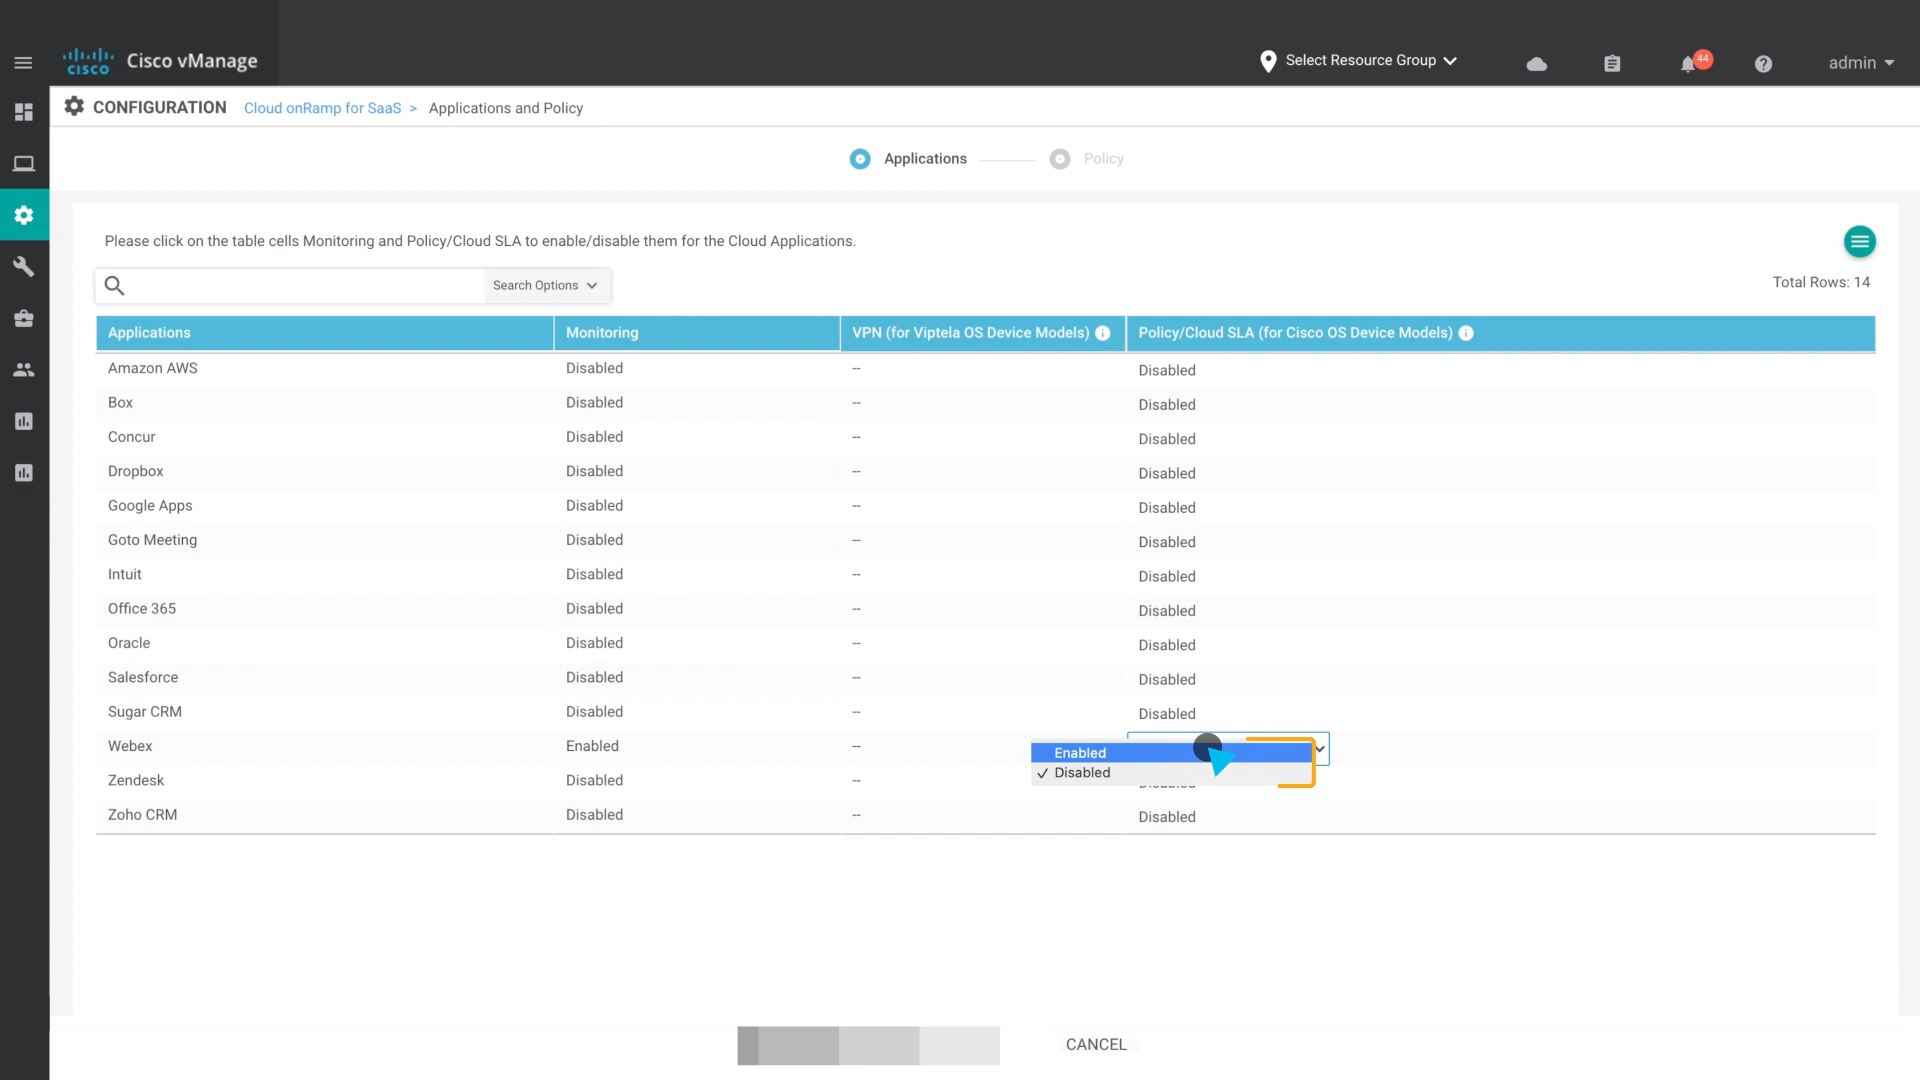 cisco Cisco vManage
Select Resource Group
44
admin
CONFIGURATION Cloud onRamp for SaaS > Applications and Policy
Applications Policy
Please click on the table cells Monitoring and Policy/Cloud SLA to enable/disable them for the Cloud Applications.
Search Options
Total Rows: 14
Applications Monitoring VPN (for Viptela OS Device Models) Policy/Cloud SLA (for Cisco OS Device Models)
Amazon AWS Disabled -- Disabled
Box Disabled -- Disabled
Concur Disabled -- Disabled
Dropbox Disabled -- Disabled
Google Apps Disabled -- Disabled
Goto Meeting Disabled -- Disabled
Intuit Disabled -- Disabled
Office 365 Disabled -- Disabled
Oracle Disabled -- Disabled
Salesforce Disabled -- Disabled
Sugar CRM Disabled -- Disabled
Webex Enabled --
Enabled
✓ Disabled
Zendesk Disabled -- Disabled
Zoho CRM Disabled -- Disabled
CANCEL